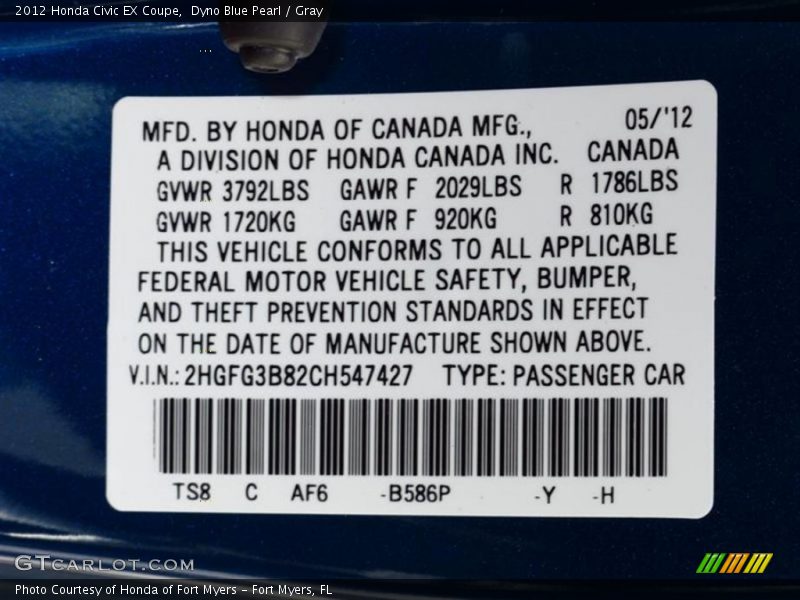 2012 Honda Civic EX Coupe, Dyno Blue Pearl / Gray
MFD. BY HONDA OF CANADA MFG., 05/'12
A DIVISION OF HONDA CANADA INC. CANADA
GVWR 3792LBS GAWR F 2029LBS R 1786LBS
GVWR 1720KG GAWR F 920KG R 810KG
THIS VEHICLE CONFORMS TO ALL APPLICABLE
FEDERAL MOTOR VEHICLE SAFETY, BUMPER,
AND THEFT PREVENTION STANDARDS IN EFFECT
ON THE DATE OF MANUFACTURE SHOWN ABOVE.
V.I.N.: 2HGFG3B82CH547427 TYPE: PASSENGER CAR
TS8 C AF6 -B586P -Y -H
GTCARLOT.COM
Photo Courtesy of Honda of Fort Myers - Fort Myers, FL